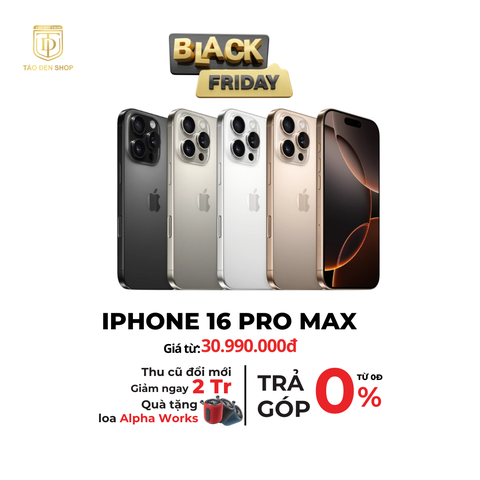 TÁO ĐEN SHOP
BLACK
FRIDAY
IPHONE 16 PRO MAX
Giá từ: 30.990.000đ
Thu cũ đổi mới
Giảm ngay 2 Tr
Quà tặng
loa Alpha Works
TRẢ
GÓP
0%
TỪ 0Đ